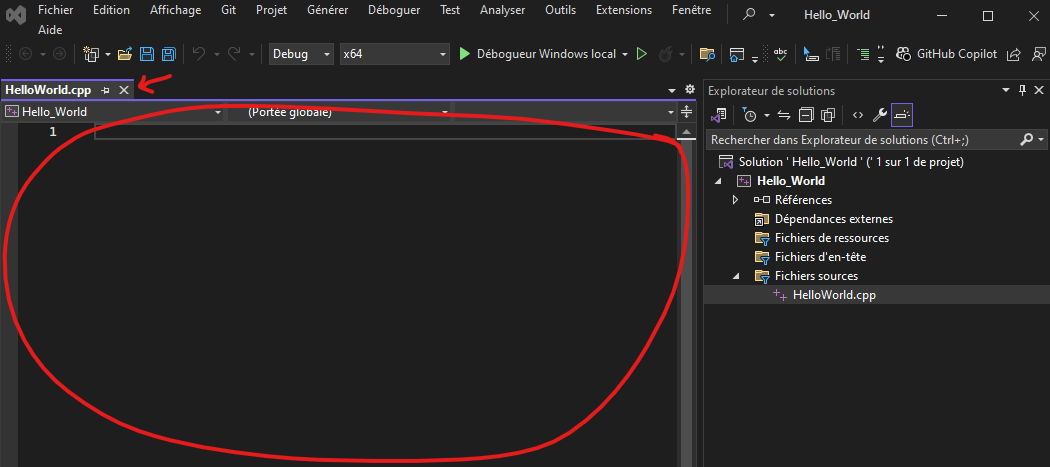 Fichier Edition Affichage Git Projet Générer Déboguer Test Analyser Outils Extensions Fenêtre Hello_World
Aide
Debug x64 Débogueur Windows local abc GitHub Copilot
HelloWorld.cpp
Hello_World (Portée globale)
1
Explorateur de solutions
Rechercher dans Explorateur de solutions (Ctrl+;)
Solution ' Hello_World ' (' 1 sur 1 de projet)
Hello_World
Références
Dépendances externes
Fichiers de ressources
Fichiers d'en-tête
Fichiers sources
HelloWorld.cpp